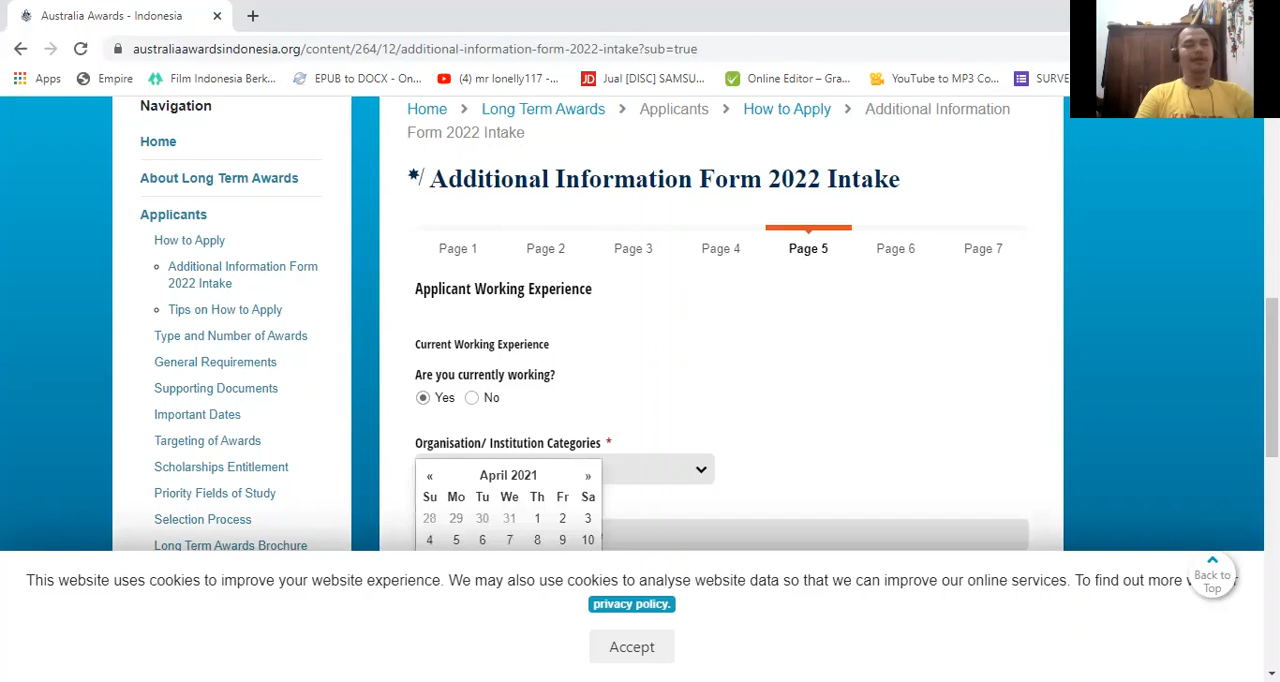 Australia Awards - Indonesia
australiaawardsindonesia.org/content/264/12/additional-information-form-2022-intake?sub=true
Apps Empire Film Indonesia Berk... EPUB to DOCX - On... (4) mr lonelly117 -... Jual [DISC] SAMSU... Online Editor – Gra... YouTube to MP3 Co... SURVE
Navigation
Home
About Long Term Awards
Applicants
How to Apply
Additional Information Form
2022 Intake
Tips on How to Apply
Type and Number of Awards
General Requirements
Supporting Documents
Important Dates
Targeting of Awards
Scholarships Entitlement
Priority Fields of Study
Selection Process
Long Term Awards Brochure
Home > Long Term Awards > Applicants > How to Apply > Additional Information
Form 2022 Intake
Additional Information Form 2022 Intake
Page 1 Page 2 Page 3 Page 4 Page 5 Page 6 Page 7
Applicant Working Experience
Current Working Experience
Are you currently working?
Yes No
Organisation/ Institution Categories *
« April 2021 »
Su Mo Tu We Th Fr Sa
28 29 30 31 1 2 3
4 5 6 7 8 9 10
This website uses cookies to improve your website experience. We may also use cookies to analyse website data so that we can improve our online services. To find out more
privacy policy.
Accept
Back to
Top